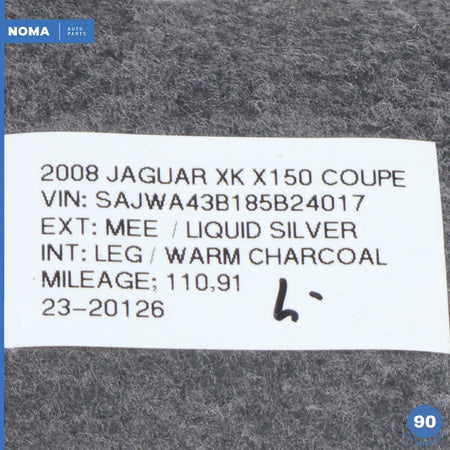 NOMA AUTO PARTS
2008 JAGUAR XK X150 COUPE
VIN: SAJWA43B185B24017
EXT: MEE / LIQUID SILVER
INT: LEG / WARM CHARCOAL
MILEAGE; 110,91
23-20126
90